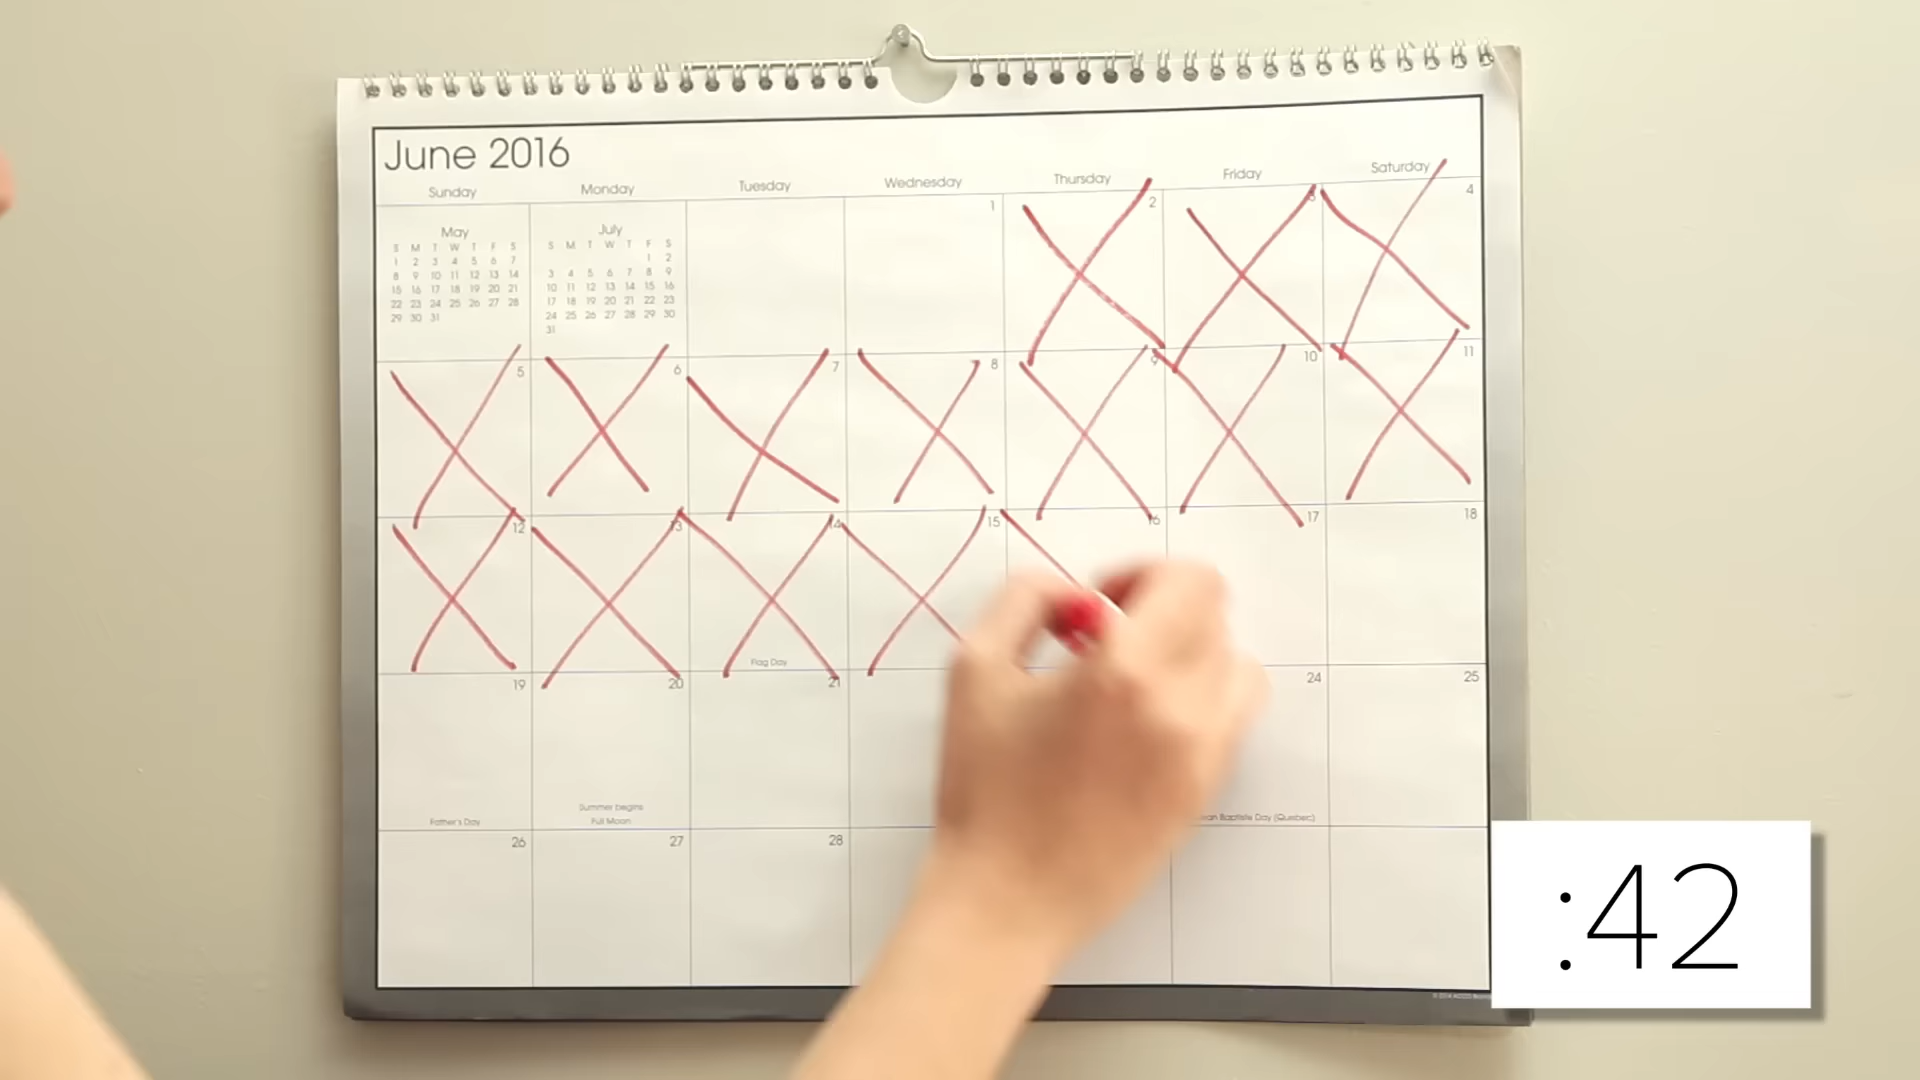 June 2016
Sunday Monday Tuesday Wednesday Thursday Friday Saturday
1 2 3 4
May
S M T W T F S
1 2 3 4 5 6 7
8 9 10 11 12 13 14
15 16 17 18 19 20 21
22 23 24 25 26 27 28
29 30 31
July
S M T W T F S
1 2
3 4 5 6 7 8 9
10 11 12 13 14 15 16
17 18 19 20 21 22 23
24 25 26 27 28 29 30
31
5 6 7 8 9 10 11
12 13 14 15 16 17 18
Flag Day
19 20 21 24 25
Father's Day
Summer begins
Full Moon
Baptiste Day (Quebec)
26 27 28
:42